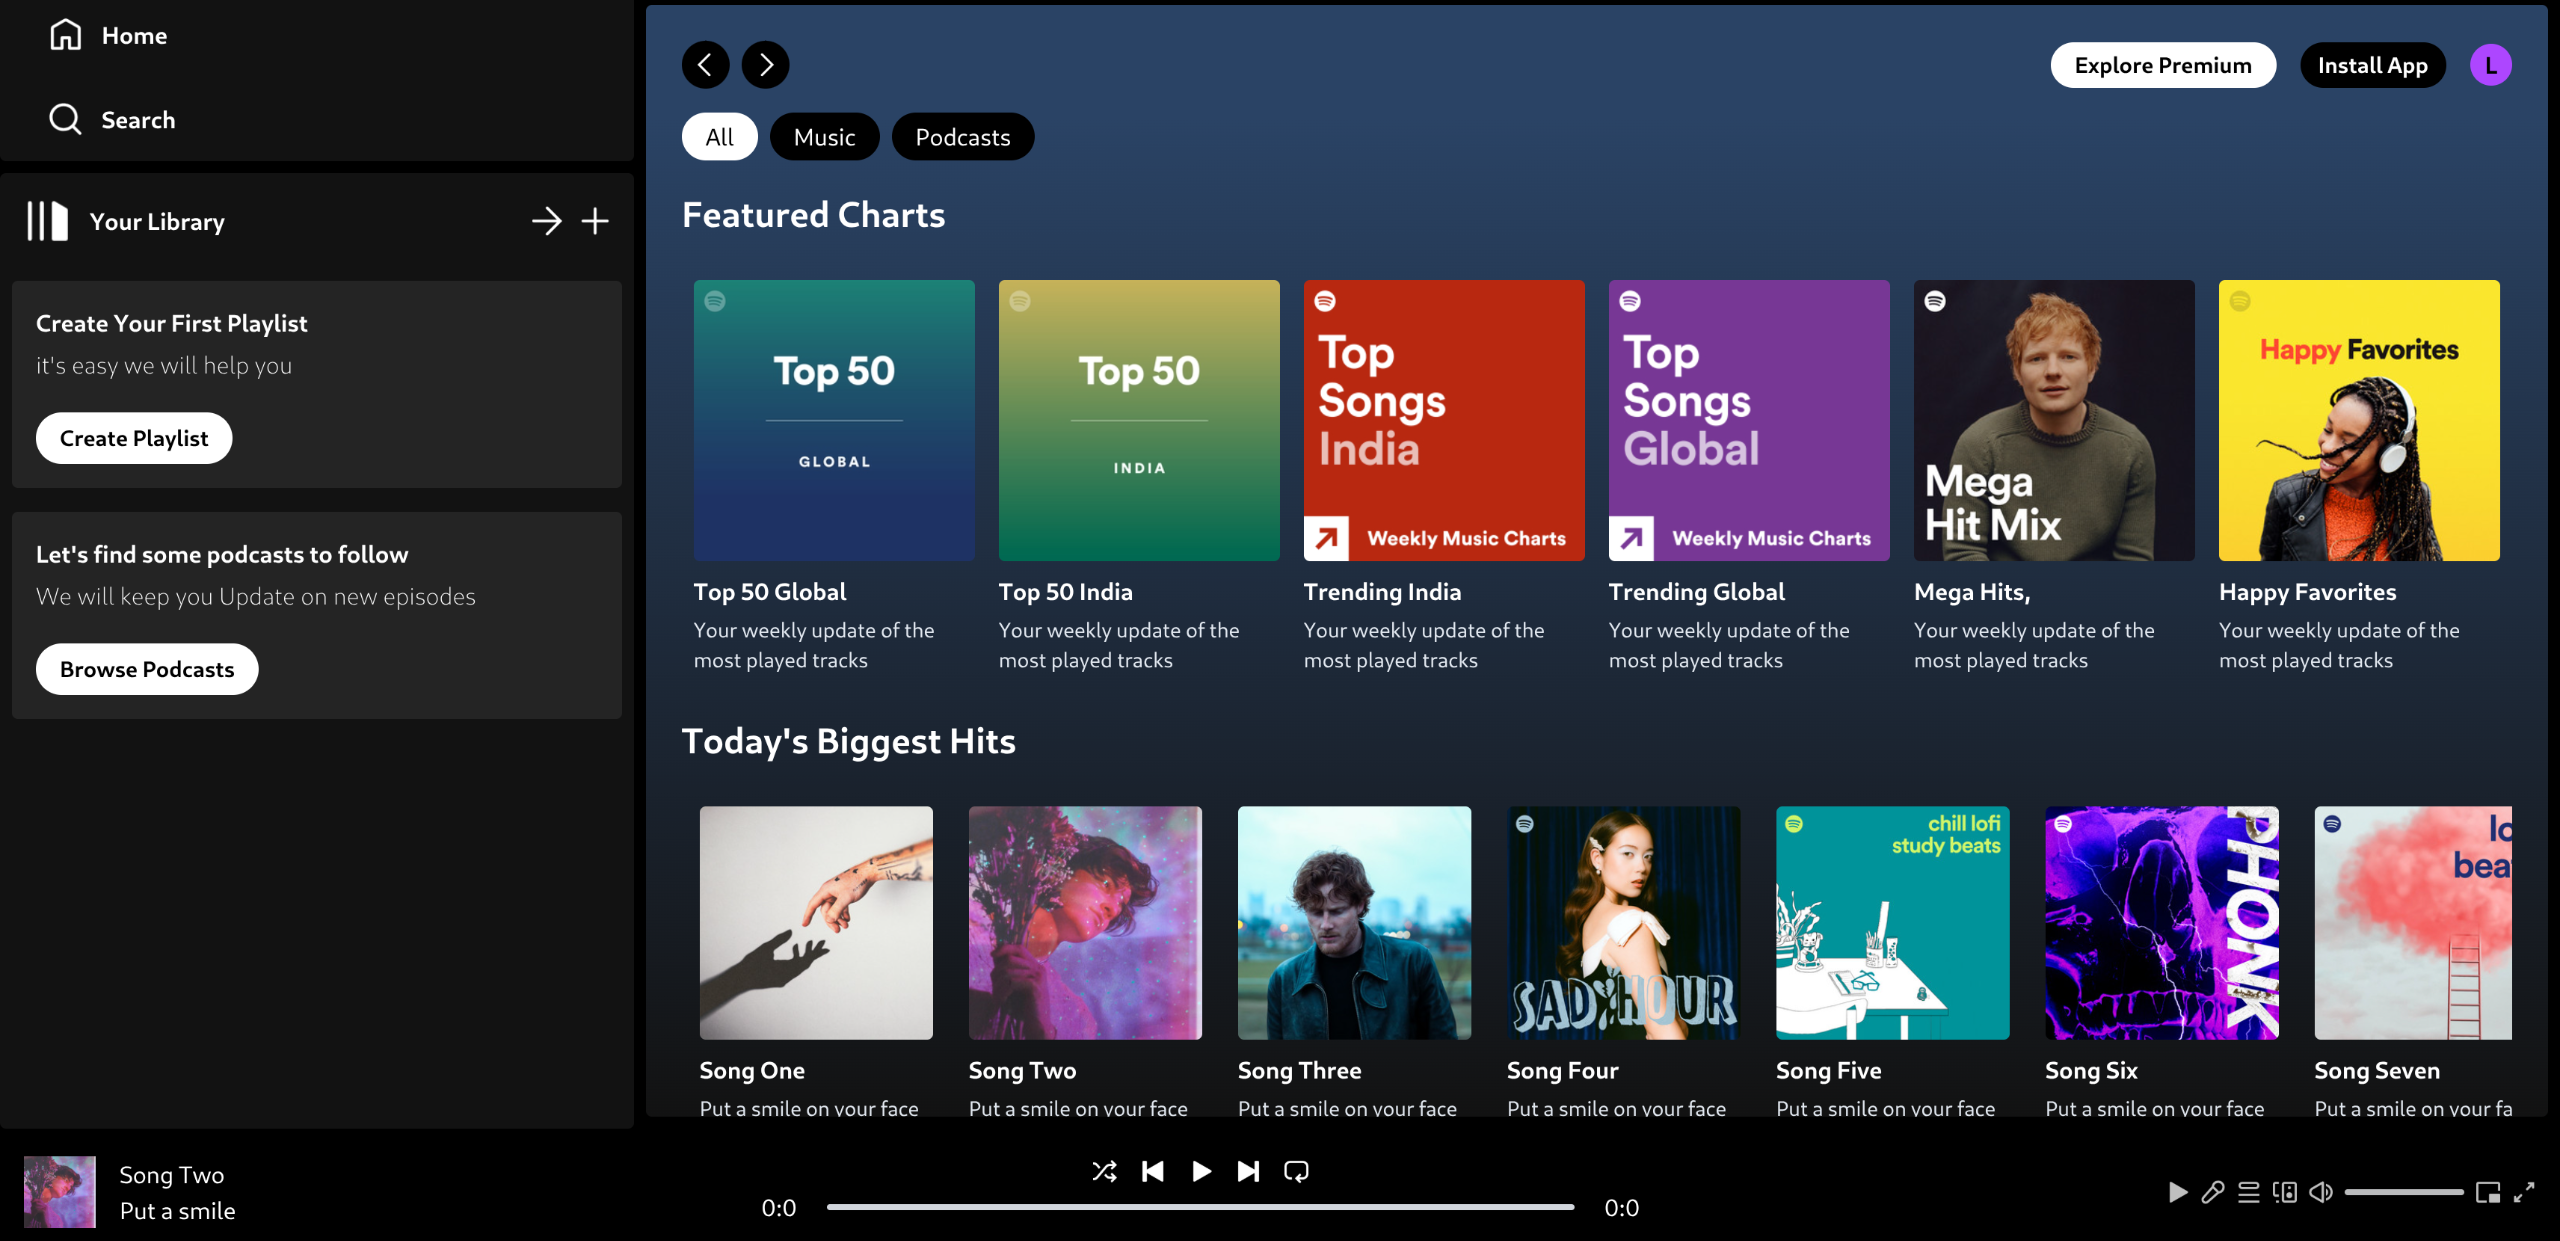 Home
Search
Your Library
Create Your First Playlist
it's easy we will help you
Create Playlist
Let's find some podcasts to follow
We will keep you Update on new episodes
Browse Podcasts
Explore Premium
Install App
L
All
Music
Podcasts
Featured Charts
Top 50
GLOBAL
Top 50 Global
Your weekly update of the
most played tracks
Top 50
INDIA
Top 50 India
Your weekly update of the
most played tracks
Top
Songs
India
Weekly Music Charts
Trending India
Your weekly update of the
most played tracks
Top
Songs
Global
Weekly Music Charts
Trending Global
Your weekly update of the
most played tracks
Mega
Hit Mix
Mega Hits,
Your weekly update of the
most played tracks
Happy Favorites
Happy Favorites
Your weekly update of the
most played tracks
Today's Biggest Hits
Song One
Put a smile on your face
Song Two
Put a smile on your face
Song Three
Put a smile on your face
SAD HOUR
Song Four
Put a smile on your face
chill lofi
study beats
Song Five
Put a smile on your face
PHONK
Song Six
Put a smile on your face
Song Seven
Put a smile on your fa
Song Two
Put a smile
0:0
0:0